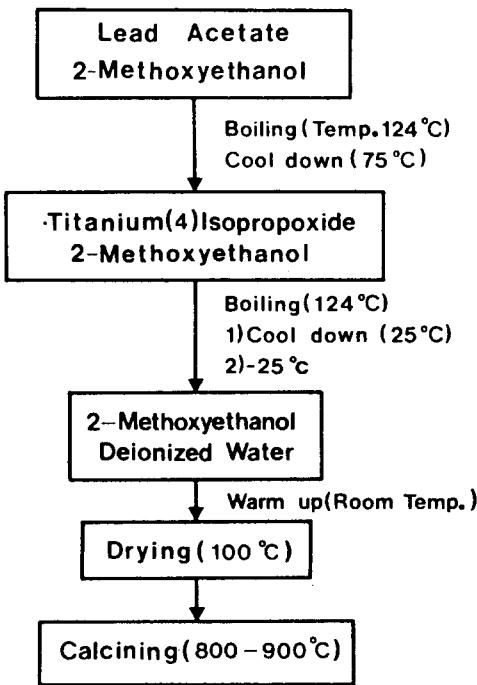 Lead Acetate
2-Methoxyethanol
Boiling(Temp.124°C)
Cool down (75°C)
·Titanium(4)Isopropoxide
2-Methoxyethanol
Boiling(124°C)
1)Cool down (25°C)
2)-25°c
2-Methoxyethanol
Deionized Water
Warm up(Room Temp.)
Drying(100°C)
Calcining(800-900°C)